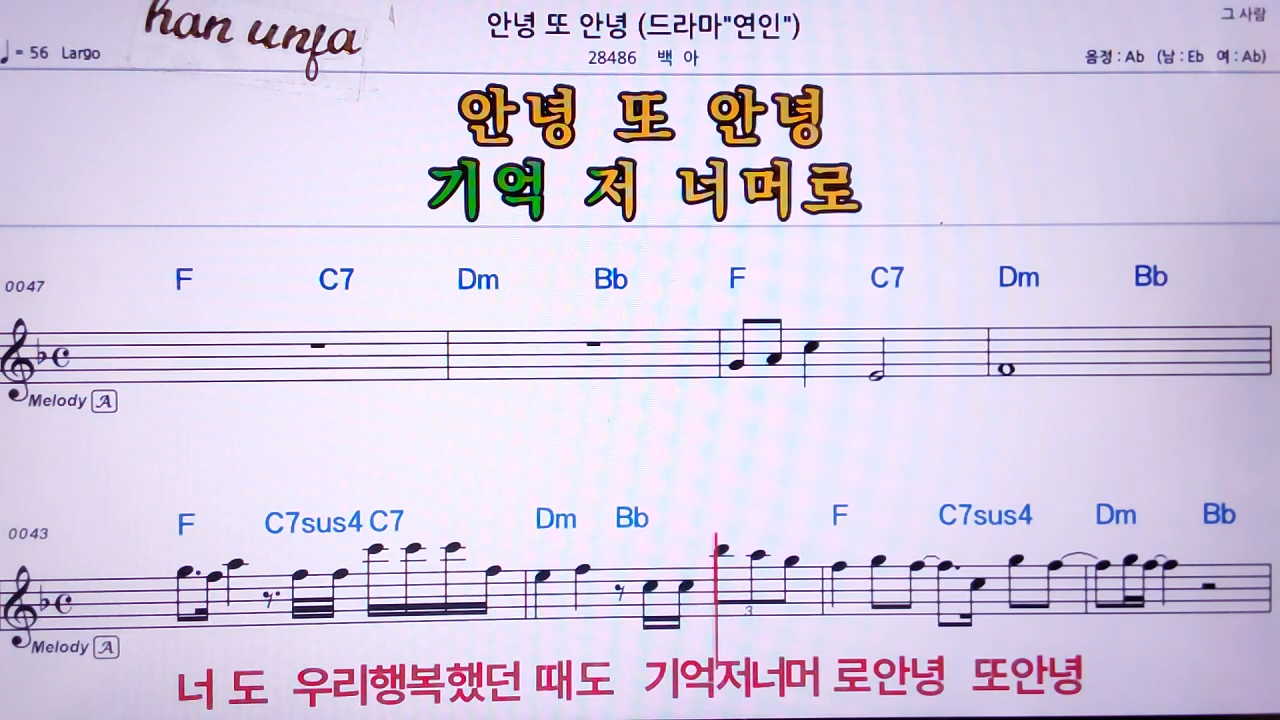 han unja
안녕 또 안녕 (드라마"연인")
그 사람
♩ = 56 Largo
28486 백 아
음정 : Ab (남 : Eb 여 : Ab)
안녕 또 안녕
기억 저 너머로
0047 F C7 Dm Bb F C7 Dm Bb
Melody A
0043 F C7sus4 C7 Dm Bb F C7sus4 Dm Bb
3
Melody A
너 도 우리행복했던 때도 기억저너머 로안녕 또안녕